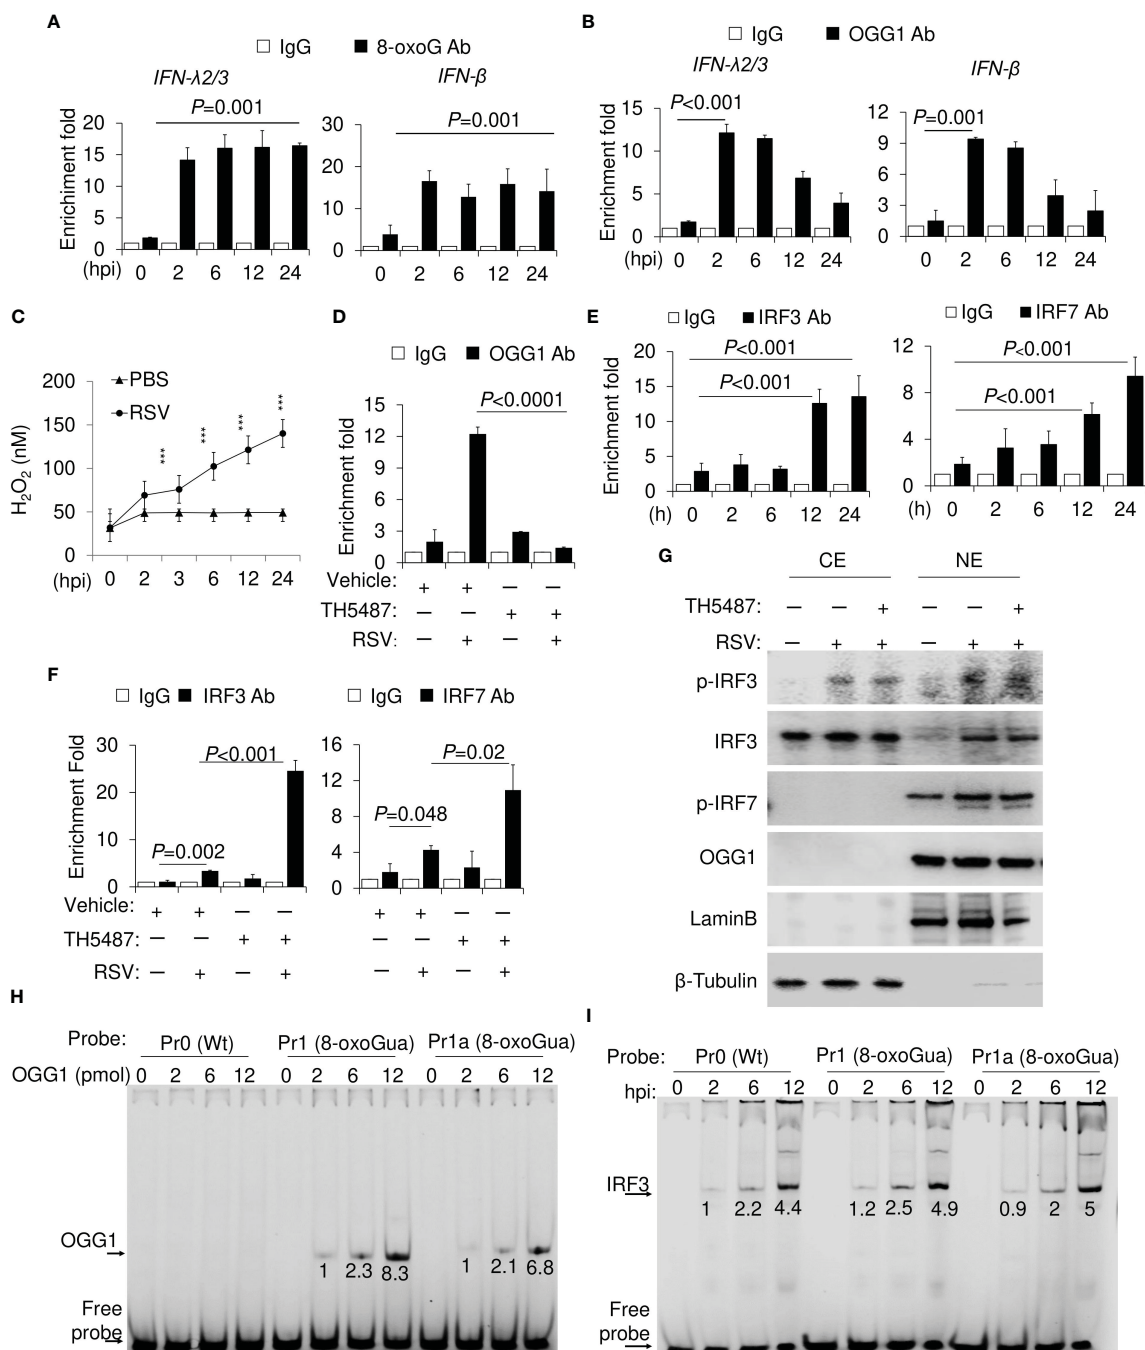 A
IgG 8-oxoG Ab
IFN-λ2/3 IFN-β
P=0.001
P=0.001
Enrichiment fold
20
15
10
5
0
30
20
10
0
(hpi) 0 2 6 12 24
0 2 6 12 24
B
IgG OGG1 Ab
IFN-λ2/3 IFN-β
P<0.001
P=0.001
Enrichment fold
15
10
5
0
12
9
6
3
0
(hpi) 0 2 6 12 24
0 2 6 12 24
C
PBS
RSV
H2O2 (nM)
200
150
100
50
0
*** *** *** ***
(hpi) 0 2 3 6 12 24
D
IgG OGG1 Ab
P<0.0001
Enrichment fold
15
12
9
6
3
0
Vehicle: + + – –
TH5487: – – + +
RSV: – + – +
E
IgG IRF3 Ab
P<0.001
P<0.001
Enrichment fold
20
15
10
5
0
(h) 0 2 6 12 24
IgG IRF7 Ab
P<0.001
P<0.001
12
8
4
0
(h) 0 2 6 12 24
F
IgG IRF3 Ab
P<0.001
P=0.002
Enrichment Fold
30
20
10
0
IgG IRF7 Ab
P=0.02
P=0.048
16
12
8
4
0
Vehicle: + + – – + + – –
TH5487: – – + + – – + +
RSV: – + – + – + – +
G
CE NE
TH5487: – – + – – +
RSV: – + + – + +
p-IRF3
IRF3
p-IRF7
OGG1
LaminB
β-Tubulin
H
Probe: Pr0 (Wt) Pr1 (8-oxoGua) Pr1a (8-oxoGua)
OGG1 (pmol) 0 2 6 12 0 2 6 12 0 2 6 12
OGG1
1 2.3 8.3 1 2.1 6.8
Free
probe
I
Probe: Pr0 (Wt) Pr1 (8-oxoGua) Pr1a (8-oxoGua)
hpi: 0 2 6 12 0 2 6 12 0 2 6 12
IRF3
1 2.2 4.4 1.2 2.5 4.9 0.9 2 5
Free
probe